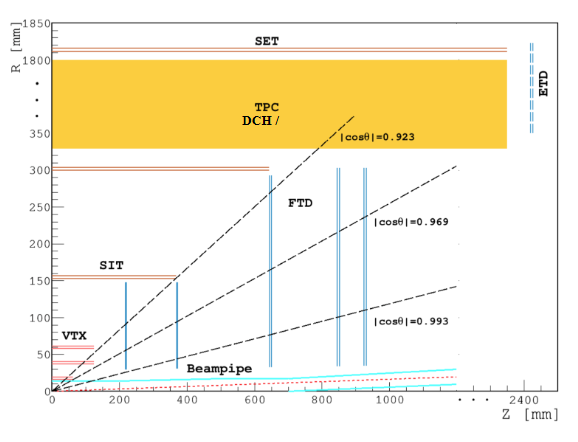 1850
R [mm]
SET
1800
TPC
DCH /
ETD
350
|cosθ|=0.923
300
FTD
250
|cosθ|=0.969
200
SIT
150
100
|cosθ|=0.993
VTX
50
Beampipe
0
0 200 400 600 800 1000 2400
Z [mm]